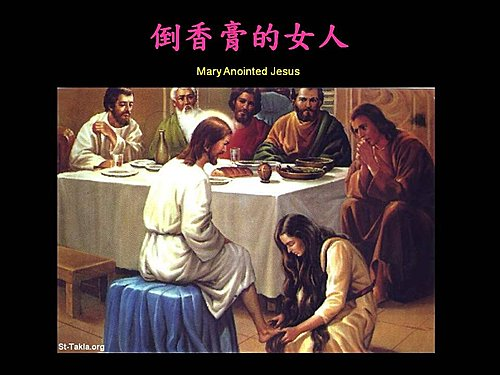 倒香膏的女人
Mary Anointed Jesus
St-Takla.org